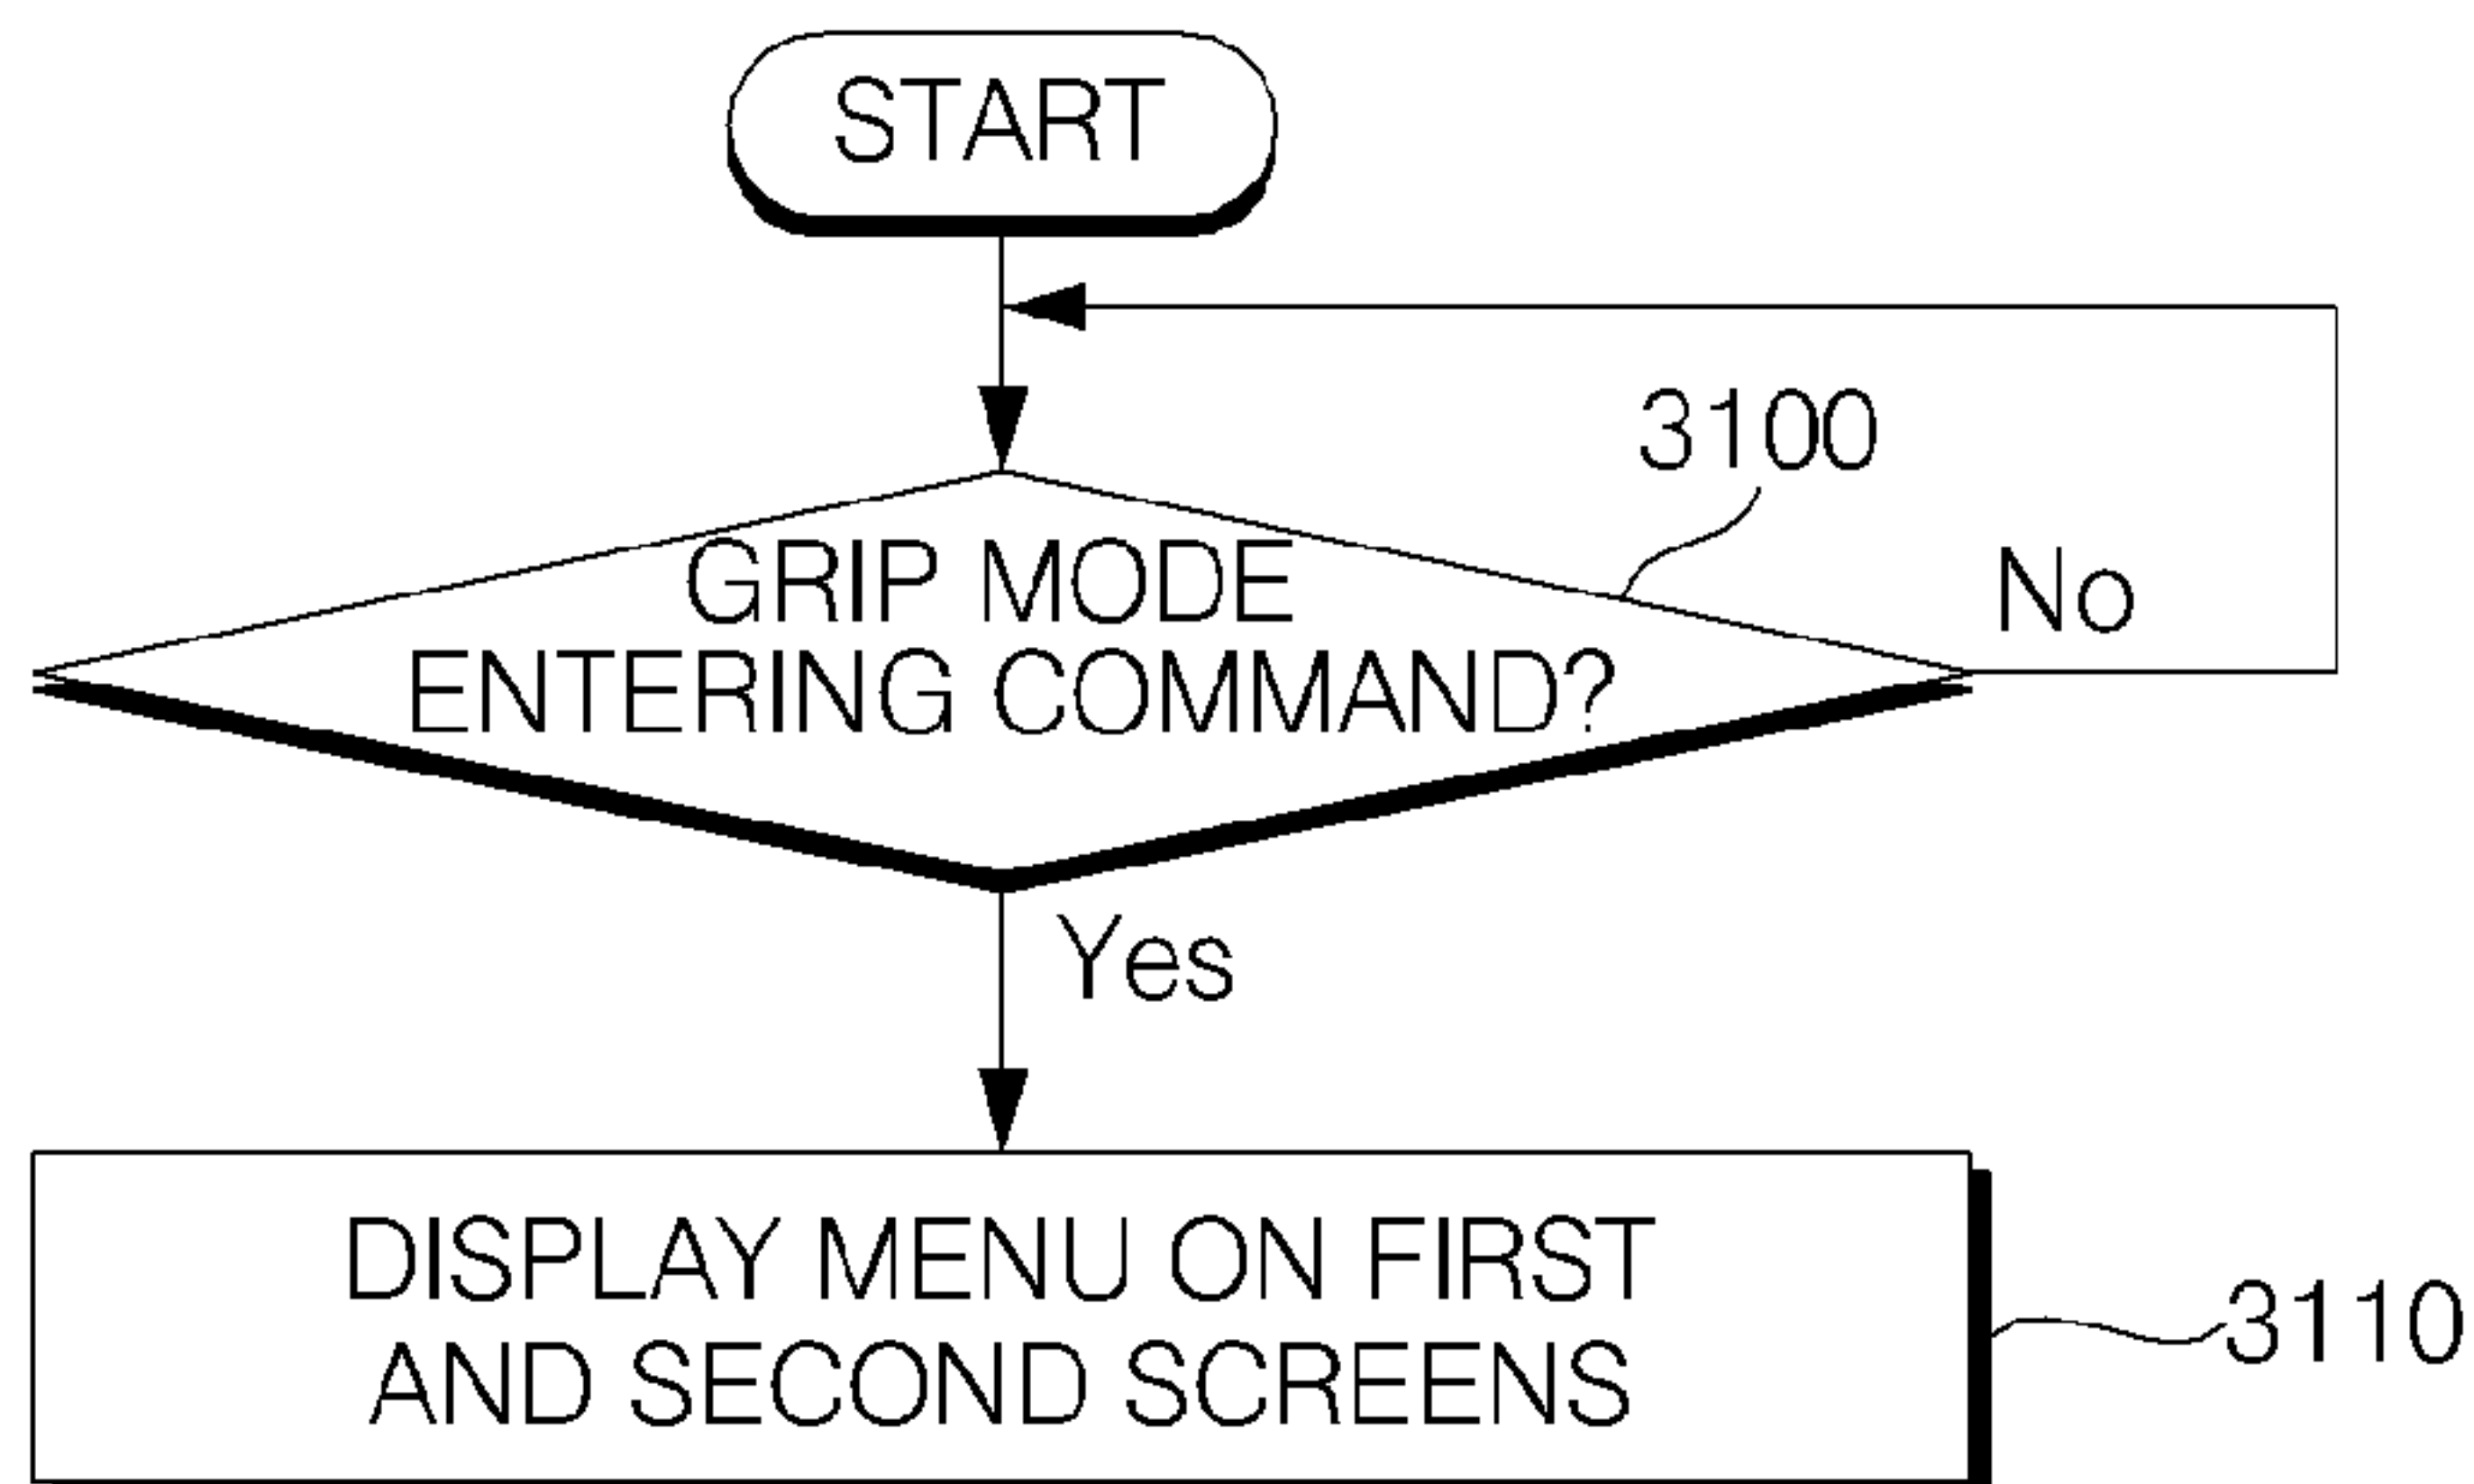 START
3100
GRIP MODE
No
ENTERING COMMAND?
Yes
DISPLAY MENU ON FIRST
AND SECOND SCREENS
3110